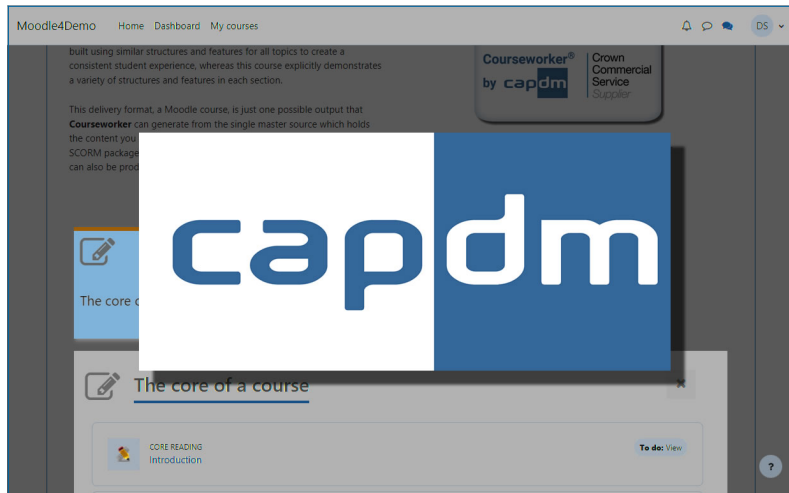 Moodle4Demo Home Dashboard My courses DS
built using similar structures and features for all topics to create a
consistent student experience, whereas this course explicitly demonstrates
a variety of structures and features in each section.
This delivery format, a Moodle course, is just one possible output that
Courseworker can generate from the single master source which holds
the content you
SCORM package
can also be prod
Courseworker®
by capdm
Crown
Commercial
Service
Supplier
capdm
The core o
The core of a course
CORE READING
Introduction
To do: View
?